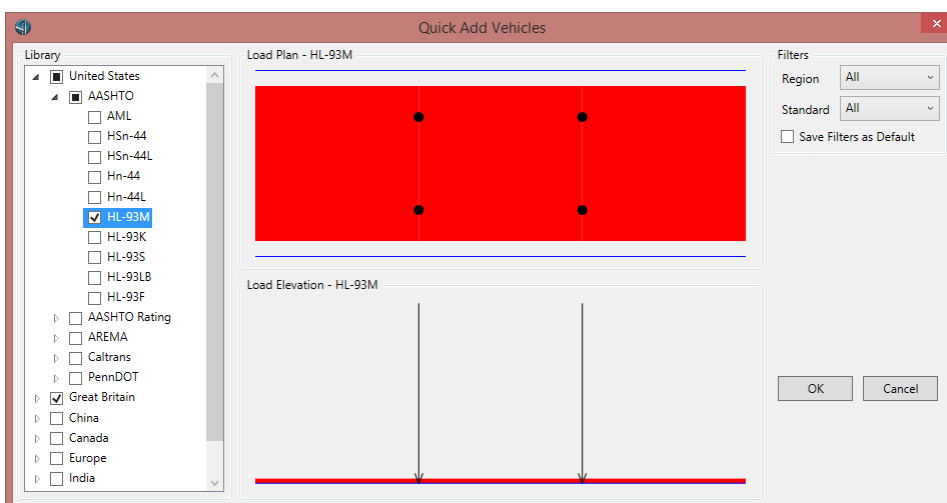 Quick Add Vehicles
Library
United States
AASHTO
AML
HSn-44
HSn-44L
Hn-44
Hn-44L
HL-93M
HL-93K
HL-93S
HL-93LB
HL-93F
AASHTO Rating
AREMA
Caltrans
PennDOT
Great Britain
China
Canada
Europe
India
Load Plan - HL-93M
Load Elevation - HL-93M
Filters
Region All
Standard All
Save Filters as Default
OK Cancel